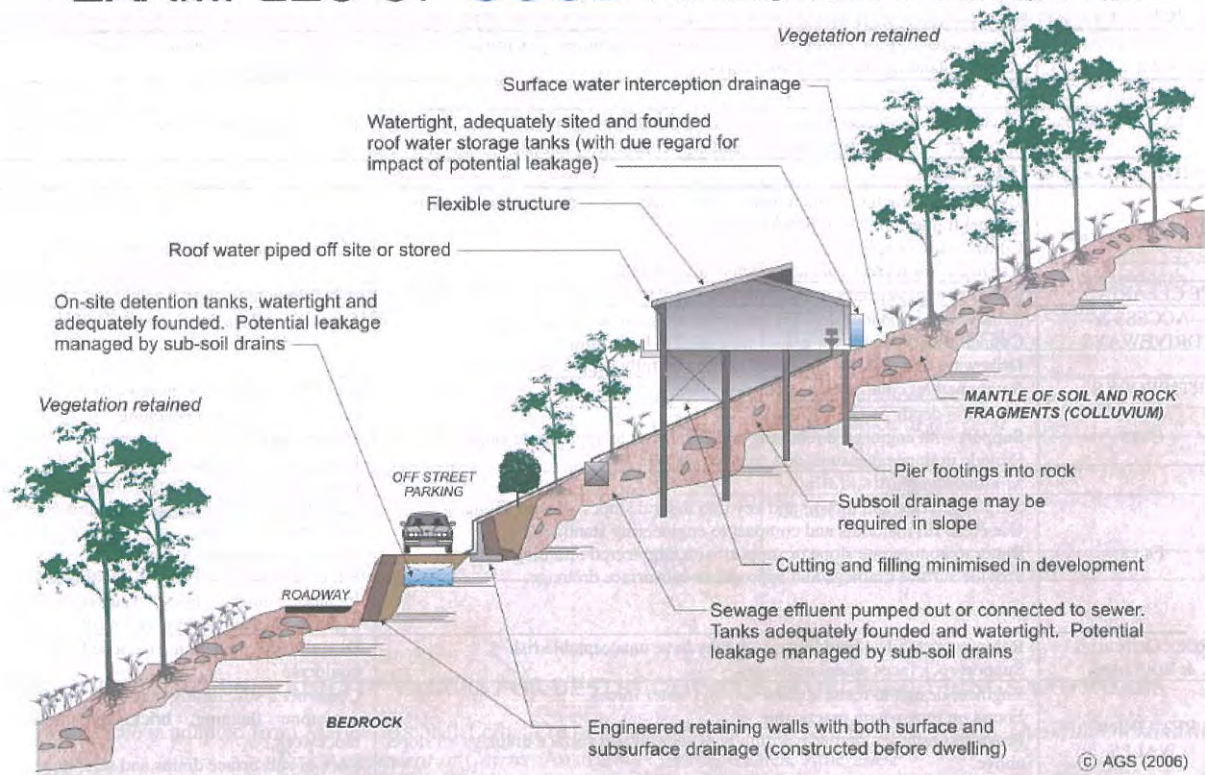 Vegetation retained
Surface water interception drainage
Watertight, adequately sited and founded
roof water storage tanks (with due regard for
impact of potential leakage)
Flexible structure
Roof water piped off site or stored
On-site detention tanks, watertight and
adequately founded. Potential leakage
managed by sub-soil drains
Vegetation retained
MANTLE OF SOIL AND ROCK
FRAGMENTS (COLLUVIUM)
Pier footings into rock
OFF STREET
PARKING
Subsoil drainage may be
required in slope
Cutting and filling minimised in development
ROADWAY
Sewage effluent pumped out or connected to sewer.
Tanks adequately founded and watertight. Potential
leakage managed by sub-soil drains
BEDROCK
Engineered retaining walls with both surface and
subsurface drainage (constructed before dwelling)
© AGS (2006)